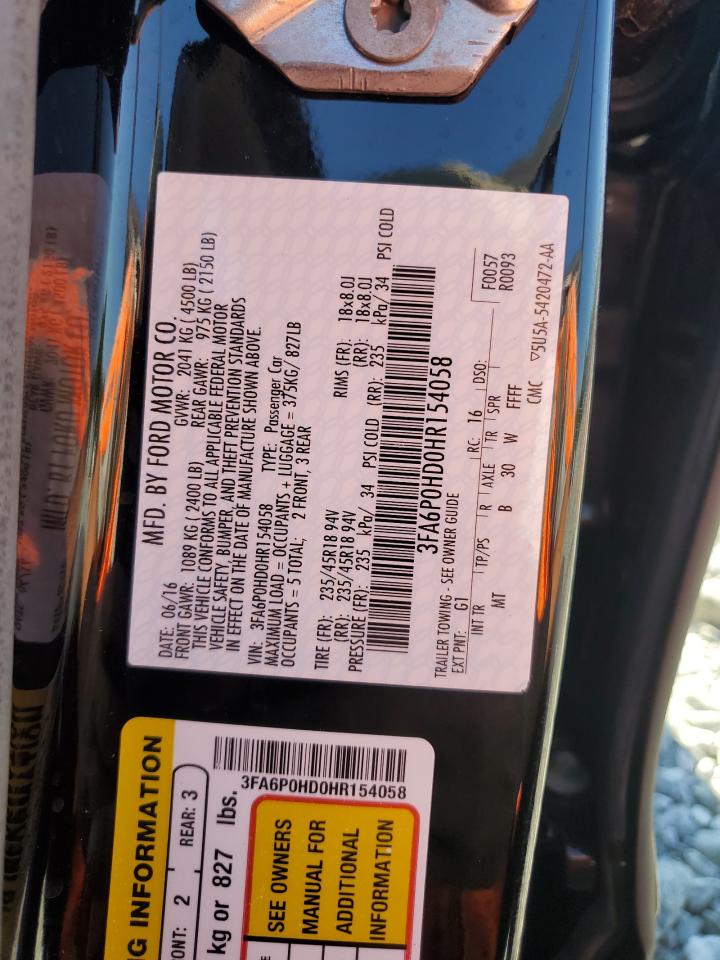 MFD. BY FORD MOTOR CO.
DATE: 06/16 GVWR: 2041 KG ( 4500 LB)
FRONT GAWR: 1089 KG ( 2400 LB) REAR GAWR: 975 KG ( 2150 LB)
THIS VEHICLE CONFORMS TO ALL APPLICABLE FEDERAL MOTOR
VEHICLE SAFETY, BUMPER, AND THEFT PREVENTION STANDARDS
IN EFFECT ON THE DATE OF MANUFACTURE SHOWN ABOVE.
VIN: 3FA6P0HD0HR154058 TYPE: Passenger Car
MAXIMUM LOAD = OCCUPANTS + LUGGAGE = 375KG/ 827LB
OCCUPANTS = 5 TOTAL; 2 FRONT, 3 REAR
TIRE (FR): 235/45R18 94V RIMS (FR): 18x8.0J
(RR): 235/45R18 94V (RR): 18x8.0J
PRESSURE (FR): 235 kPa/ 34 PSI COLD (RR): 235 kPa/ 34 PSI COLD
3FA6P0HD0HR154058
TRAILER TOWING - SEE OWNER GUIDE
EXT PNT: G1 RC: 16 DSO: F0057
R0093
INT TR TP/PS R AXLE TR SPR
MT B 30 W FFFF
CMC ▽5U5A-5420472-AA
G INFORMATION
ONT: 2 REAR: 3
kg or 827 lbs.
3FA6P0HD0HR154058
SEE OWNERS
MANUAL FOR
ADDITIONAL
INFORMATION